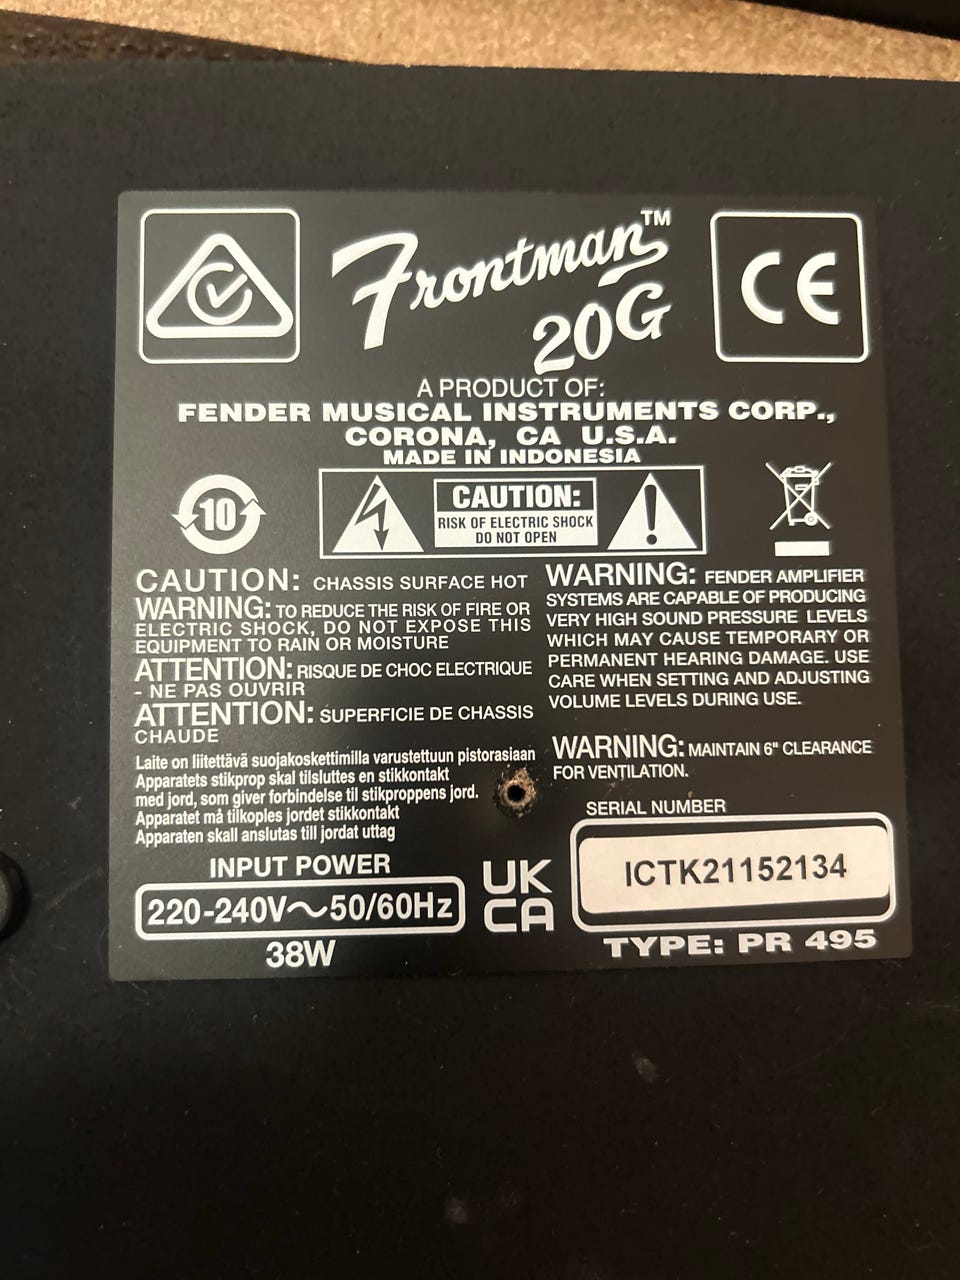 Frontman™
20G
CE
A PRODUCT OF:
FENDER MUSICAL INSTRUMENTS CORP.,
CORONA, CA U.S.A.
MADE IN INDONESIA
10
CAUTION:
RISK OF ELECTRIC SHOCK
DO NOT OPEN
CAUTION: CHASSIS SURFACE HOT
WARNING: TO REDUCE THE RISK OF FIRE OR
ELECTRIC SHOCK, DO NOT EXPOSE THIS
EQUIPMENT TO RAIN OR MOISTURE
ATTENTION: RISQUE DE CHOC ELECTRIQUE
- NE PAS OUVRIR
ATTENTION: SUPERFICIE DE CHASSIS
CHAUDE
Laite on liitettävä suojakoskettimilla varustettuun pistorasiaan
Apparatets stikprop skal tilsluttes en stikkontakt
med jord, som giver forbindelse til stikproppens jord.
Apparatet må tilkoples jordet stikkontakt
Apparaten skall anslutas till jordat uttag
WARNING: FENDER AMPLIFIER
SYSTEMS ARE CAPABLE OF PRODUCING
VERY HIGH SOUND PRESSURE LEVELS
WHICH MAY CAUSE TEMPORARY OR
PERMANENT HEARING DAMAGE. USE
CARE WHEN SETTING AND ADJUSTING
VOLUME LEVELS DURING USE.
WARNING: MAINTAIN 6" CLEARANCE
FOR VENTILATION.
INPUT POWER
220-240V～50/60Hz
38W
UK
CA
SERIAL NUMBER
ICTK21152134
TYPE: PR 495